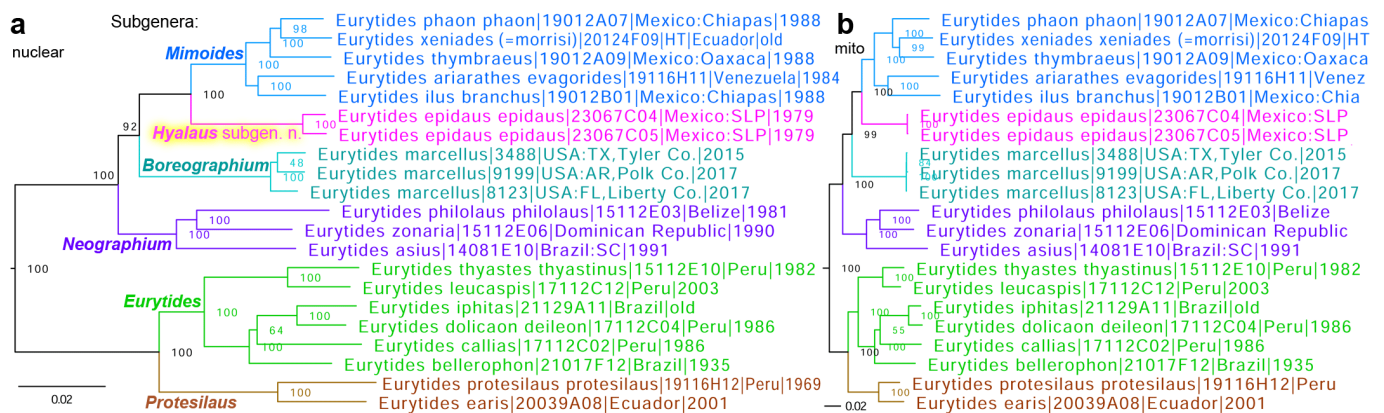 a
nuclear
Subgenera:
Mimoides
Hyalaus subgen. n.
Boreographium
Neographium
Eurytides
Protesilaus
Eurytides phaon phaon|19012A07|Mexico:Chiapas|1988
Eurytides xeniades (=morrisi)|20124F09|HT|Ecuador|old
Eurytides thymbraeus|19012A09|Mexico:Oaxaca|1988
Eurytides ariarathes evagorides|19116H11|Venezuela|1984
Eurytides ilus branchus|19012B01|Mexico:Chiapas|1988
Eurytides epidaus epidaus|23067C04|Mexico:SLP|1979
Eurytides epidaus epidaus|23067C05|Mexico:SLP|1979
Eurytides marcellus|3488|USA:TX,Tyler Co.|2015
Eurytides marcellus|9199|USA:AR,Polk Co.|2017
Eurytides marcellus|8123|USA:FL,Liberty Co.|2017
Eurytides philolaus philolaus|15112E03|Belize|1981
Eurytides zonaria|15112E06|Dominican Republic|1990
Eurytides asius|14081E10|Brazil:SC|1991
Eurytides thyastes thyastinus|15112E10|Peru|1982
Eurytides leucaspis|17112C12|Peru|2003
Eurytides iphitas|21129A11|Brazil|old
Eurytides dolicaon deileon|17112C04|Peru|1986
Eurytides callias|17112C02|Peru|1986
Eurytides bellerophon|21017F12|Brazil|1935
Eurytides protesilaus protesilaus|19116H12|Peru|1969
Eurytides earis|20039A08|Ecuador|2001
98
100
100
100
100
100
92
48
100
100
100
100
100
100
100
100
64
100
100
100
0.02
b
mito
Eurytides phaon phaon|19012A07|Mexico:Chiapas
Eurytides xeniades xeniades (=morrisi)|20124F09|HT
Eurytides thymbraeus|19012A09|Mexico:Oaxaca
Eurytides ariarathes evagorides|19116H11|Venez
Eurytides ilus branchus|19012B01|Mexico:Chia
Eurytides epidaus epidaus|23067C04|Mexico:SLP
Eurytides epidaus epidaus|23067C05|Mexico:SLP
Eurytides marcellus|3488|USA:TX,Tyler Co.|2015
Eurytides marcellus|9199|USA:AR,Polk Co.|2017
Eurytides marcellus|8123|USA:FL,Liberty Co.|2017
Eurytides philolaus philolaus|15112E03|Belize
Eurytides zonaria|15112E06|Dominican Republic
Eurytides asius|14081E10|Brazil:SC|1991
Eurytides thyastes thyastinus|15112E10|Peru|1982
Eurytides leucaspis|17112C12|Peru|2003
Eurytides iphitas|21129A11|Brazil|old
Eurytides dolicaon deileon|17112C04|Peru|1986
Eurytides callias|17112C02|Peru|1986
Eurytides bellerophon|21017F12|Brazil|1935
Eurytides protesilaus protesilaus|19116H12|Peru
Eurytides earis|20039A08|Ecuador|2001
100
99
100
100
100
99
100
100
100
100
100
100
100
55
100
100
100
0.02